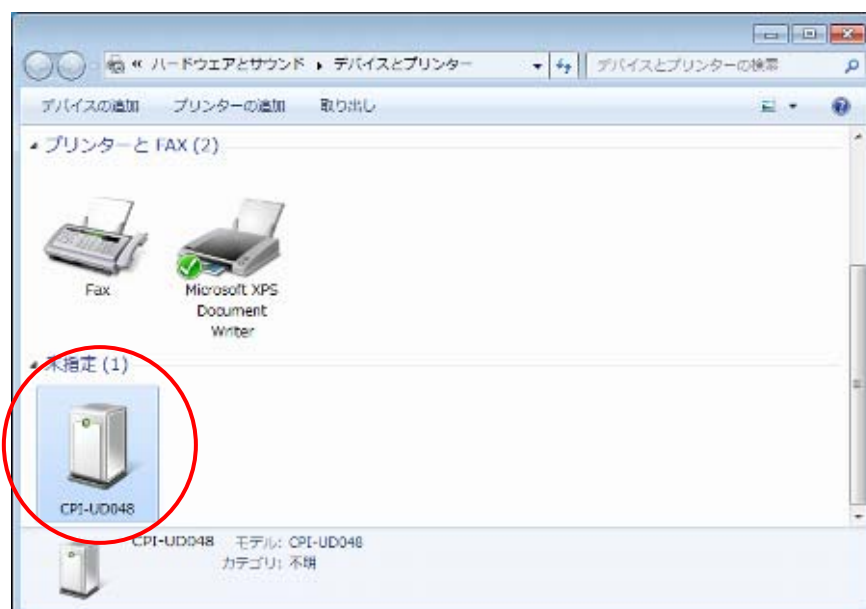 « ハードウェアとサウンド ▸ デバイスとプリンター
デバイスとプリンターの検索
デバイスの追加 プリンターの追加 取り出し
プリンターと FAX (2)
Fax
Microsoft XPS
Document
Writer
未指定 (1)
CPI-UD048
CPI-UD048 モデル: CPI-UD048
カテゴリ: 不明